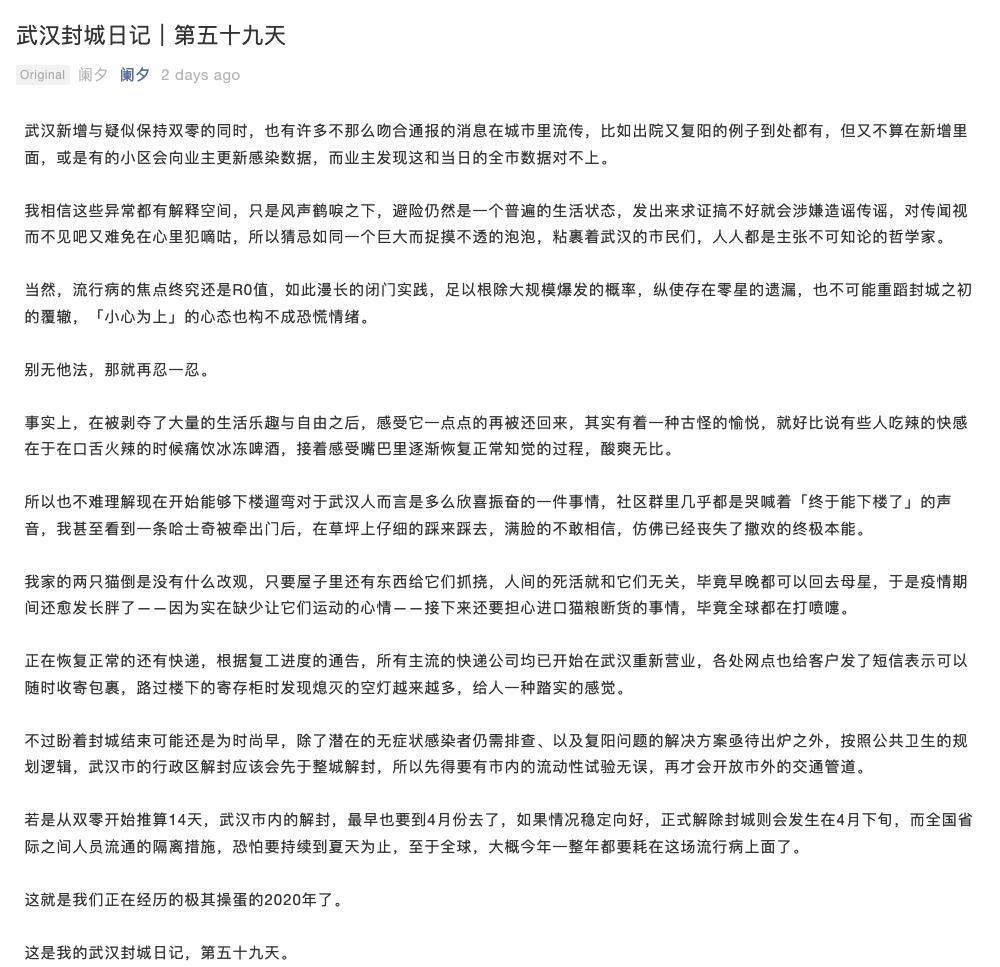 武汉封城日记｜第五十九天
Original 阑夕 阑夕 2 days ago
武汉新增与疑似保持双零的同时，也有许多不那么吻合通报的消息在城市里流传，比如出院又复阳的例子到处都有，但又不算在新增里
面，或是有的小区会向业主更新感染数据，而业主发现这和当日的全市数据对不上。
我相信这些异常都有解释空间，只是风声鹤唳之下，避险仍然是一个普遍的生活状态，发出来求证搞不好就会涉嫌造谣传谣，对传闻视
而不见吧又难免在心里犯嘀咕，所以猜忌如同一个巨大而捉摸不透的泡泡，粘裹着武汉的市民们，人人都是主张不可知论的哲学家。
当然，流行病的焦点终究还是R0值，如此漫长的闭门实践，足以根除大规模爆发的概率，纵使存在零星的遗漏，也不可能重蹈封城之初
的覆辙，「小心为上」的心态也构不成恐慌情绪。
别无他法，那就再忍一忍。
事实上，在被剥夺了大量的生活乐趣与自由之后，感受它一点点的再被还回来，其实有着一种古怪的愉悦，就好比说有些人吃辣的快感
在于在口舌火辣的时候痛饮冰冻啤酒，接着感受嘴巴里逐渐恢复正常知觉的过程，酸爽无比。
所以也不难理解现在开始能够下楼遛弯对于武汉人而言是多么欣喜振奋的一件事情，社区群里几乎都是哭喊着「终于能下楼了」的声
音，我甚至看到一条哈士奇被牵出门后，在草坪上仔细的踩来踩去，满脸的不敢相信，仿佛已经丧失了撒欢的终极本能。
我家的两只猫倒是没有什么改观，只要屋子里还有东西给它们抓挠，人间的死活就和它们无关，毕竟早晚都可以回去母星，于是疫情期
间还愈发长胖了——因为实在缺少让它们运动的心情——接下来还要担心进口猫粮断货的事情，毕竟全球都在打喷嚏。
正在恢复正常的还有快递，根据复工进度的通告，所有主流的快递公司均已开始在武汉重新营业，各处网点也给客户发了短信表示可以
随时收寄包裹，路过楼下的寄存柜时发现熄灭的空灯越来越多，给人一种踏实的感觉。
不过盼着封城结束可能还是为时尚早，除了潜在的无症状感染者仍需排查、以及复阳问题的解决方案亟待出炉之外，按照公共卫生的规
划逻辑，武汉市的行政区解封应该会先于整城解封，所以先得要有市内的流动性试验无误，再才会开放市外的交通管道。
若是从双零开始推算14天，武汉市内的解封，最早也要到4月份去了，如果情况稳定向好，正式解除封城则会发生在4月下旬，而全国省
际之间人员流通的隔离措施，恐怕要持续到夏天为止，至于全球，大概今年一整年都要耗在这场流行病上面了。
这就是我们正在经历的极其操蛋的2020年了。
这是我的武汉封城日记，第五十九天。